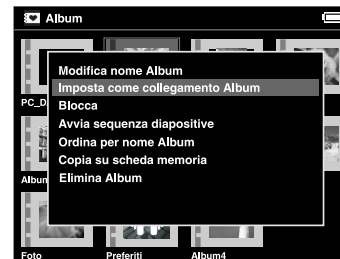 Album
Modifica nome Album
Imposta come collegamento Album
Blocca
Avvia sequenza diapositive
Ordina per nome Album
Copia su scheda memoria
Elimina Album
PC_D
Album
Foto
Preferiti
Album4